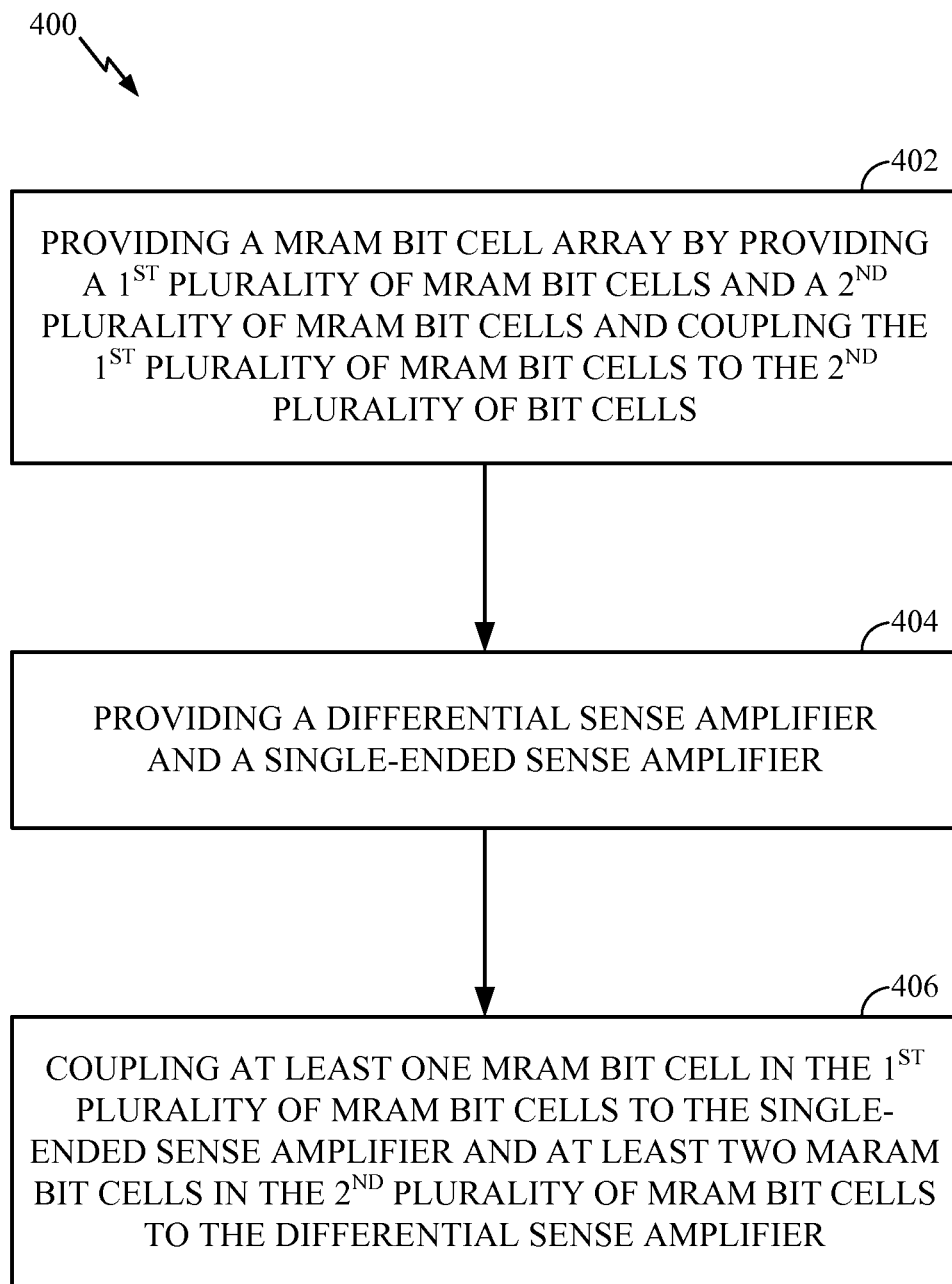 400
402
PROVIDING A MRAM BIT CELL ARRAY BY PROVIDING
A 1ST PLURALITY OF MRAM BIT CELLS AND A 2ND
PLURALITY OF MRAM BIT CELLS AND COUPLING THE
1ST PLURALITY OF MRAM BIT CELLS TO THE 2ND
PLURALITY OF BIT CELLS
404
PROVIDING A DIFFERENTIAL SENSE AMPLIFIER
AND A SINGLE-ENDED SENSE AMPLIFIER
406
COUPLING AT LEAST ONE MRAM BIT CELL IN THE 1ST
PLURALITY OF MRAM BIT CELLS TO THE SINGLE-
ENDED SENSE AMPLIFIER AND AT LEAST TWO MARAM
BIT CELLS IN THE 2ND PLURALITY OF MRAM BIT CELLS
TO THE DIFFERENTIAL SENSE AMPLIFIER